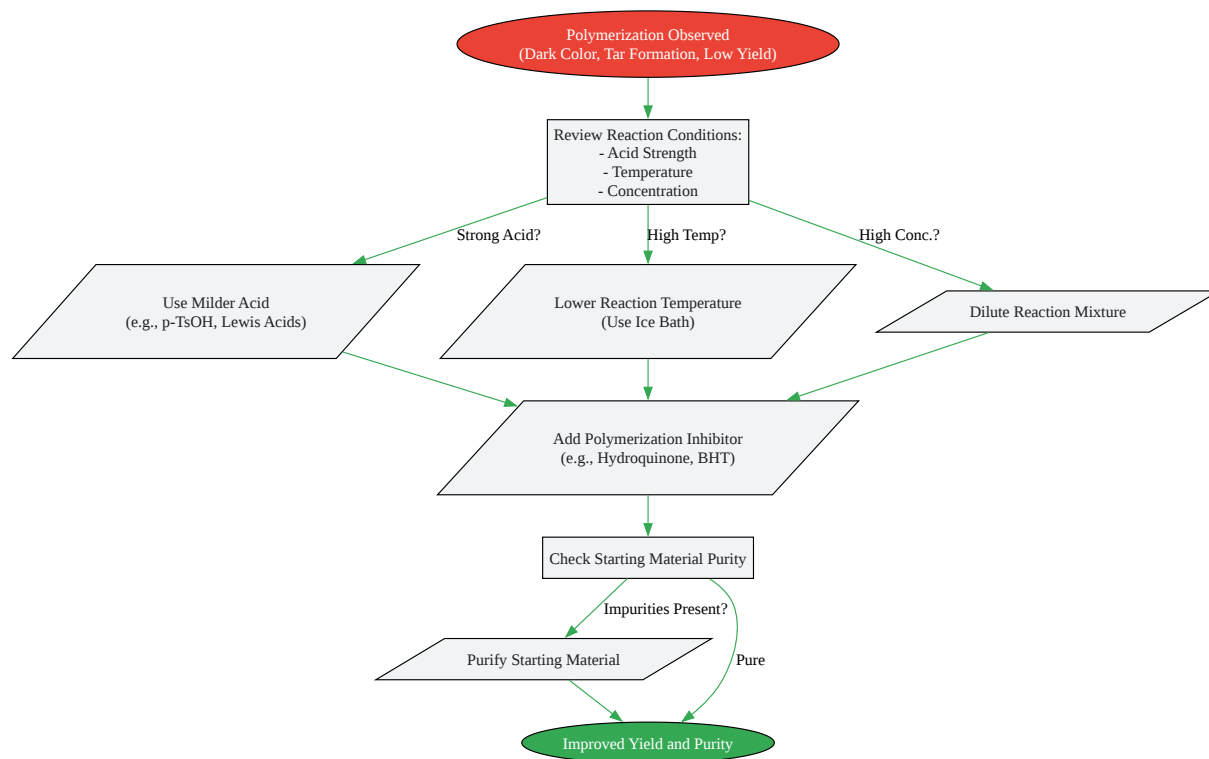 Polymerization Observed
(Dark Color, Tar Formation, Low Yield)
Review Reaction Conditions:
- Acid Strength
- Temperature
- Concentration
Strong Acid?
High Temp?
High Conc.?
Use Milder Acid
(e.g., p-TsOH, Lewis Acids)
Lower Reaction Temperature
(Use Ice Bath)
Dilute Reaction Mixture
Add Polymerization Inhibitor
(e.g., Hydroquinone, BHT)
Check Starting Material Purity
Impurities Present?
Purify Starting Material
Pure
Improved Yield and Purity